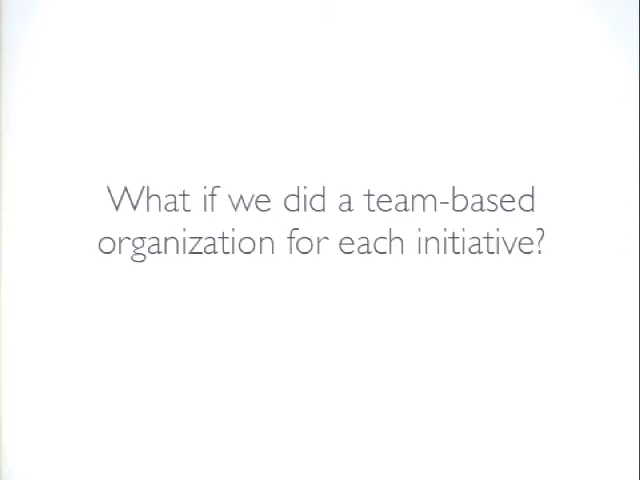 What if we did a team-based
organization for each initiative?